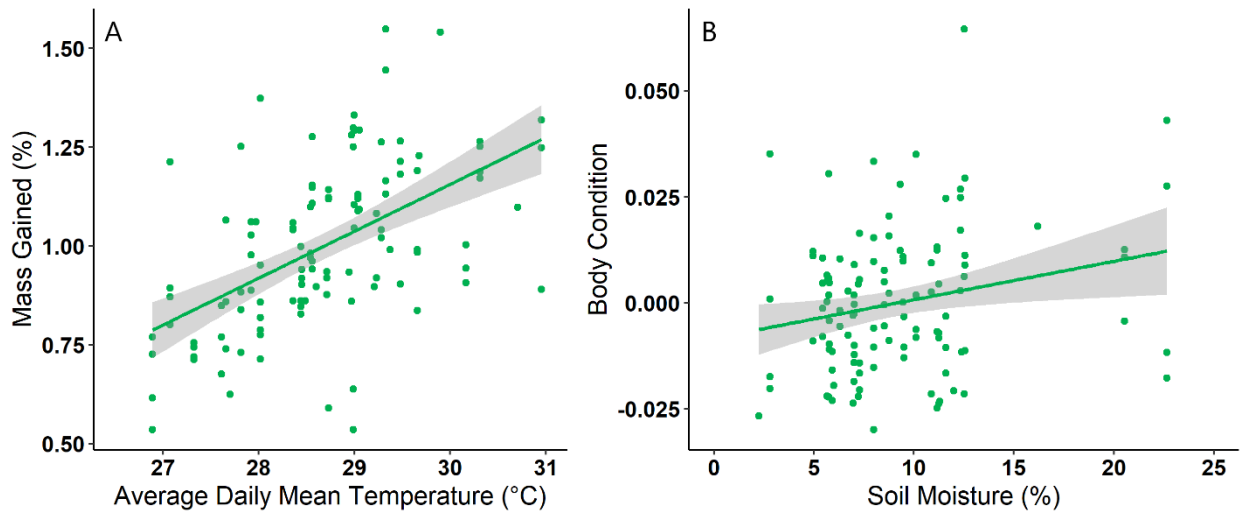 A
Mass Gained (%)
1.50
1.25
1.00
0.75
0.50
27 28 29 30 31
Average Daily Mean Temperature (°C)
B
Body Condition
0.050
0.025
0.000
-0.025
0 5 10 15 20 25
Soil Moisture (%)